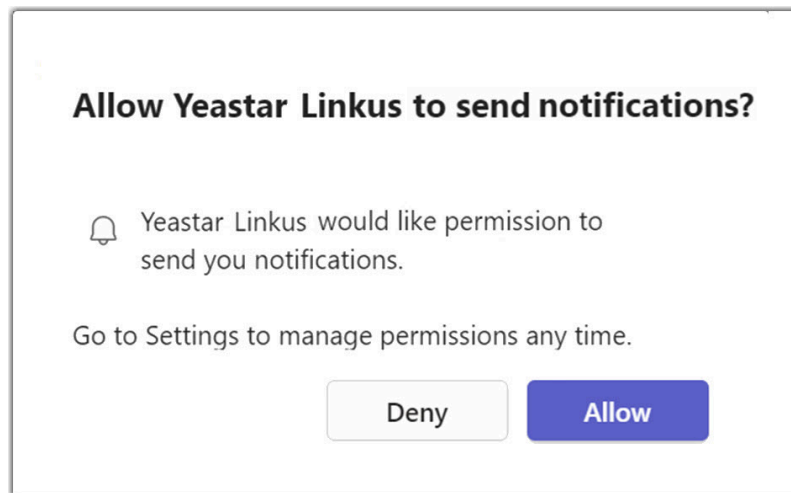 Allow Yeastar Linkus to send notifications?
Yeastar Linkus would like permission to
send you notifications.
Go to Settings to manage permissions any time.
Deny
Allow